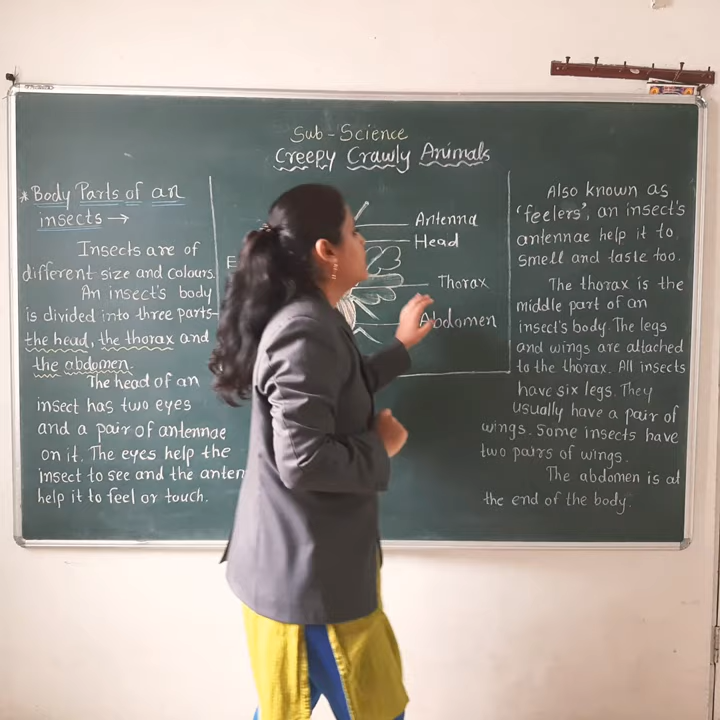 Sub-Science
Creepy Crawly Animals
* Body Parts of an
insects →
Insects are of
different size and colours.
An insect's body
is divided into three parts-
the head, the thorax and
the abdomen.
The head of an
insect has two eyes
and a pair of antennae
on it. The eyes help the
insect to see and the anten
help it to feel or touch.
E
Antenna
Head
Thorax
Abdomen
Also known as
'feelers', an insect's
antennae help it to
smell and taste too.
The thorax is the
middle part of an
insect's body. The legs
and wings are attached
to the thorax. All insects
have six legs. They
usually have a pair of
wings. Some insects have
two pairs of wings.
The abdomen is at
the end of the body.